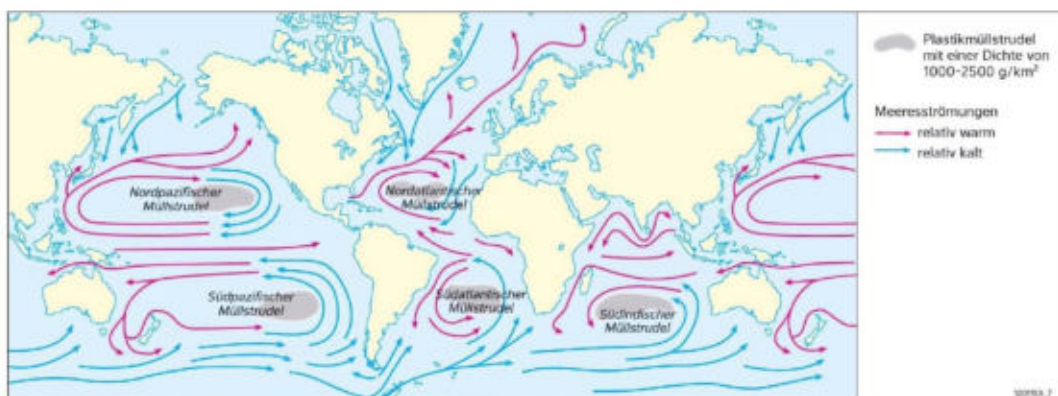 Plastikmüllstrudel
mit einer Dichte von
1000-2500 g/km²
Meeresströmungen
relativ warm
relativ kalt
Nordpazifischer
Müllstrudel
Nordatlantischer
Müllstrudel
Südpazifischer
Müllstrudel
Südatlantischer
Müllstrudel
Südindischer
Müllstrudel